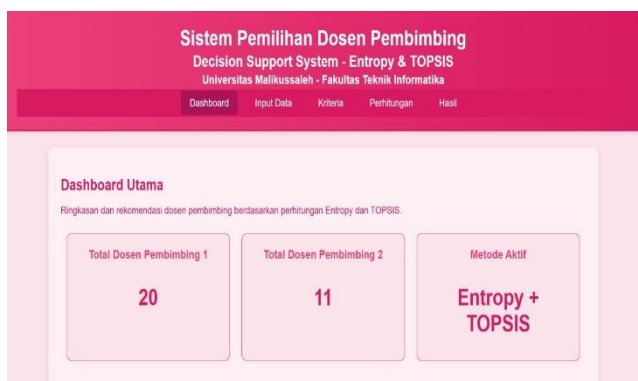 Sistem Pemilihan Dosen Pembimbing
Decision Support System - Entropy & TOPSIS
Universitas Malikussaleh - Fakultas Teknik Informatika
Dashboard Input Data Kriteria Perhitungan Hasil
Dashboard Utama
Ringkasan dan rekomendasi dosen pembimbing berdasarkan perhitungan Entropy dan TOPSIS.
Total Dosen Pembimbing 1
20
Total Dosen Pembimbing 2
11
Metode Aktif
Entropy +
TOPSIS